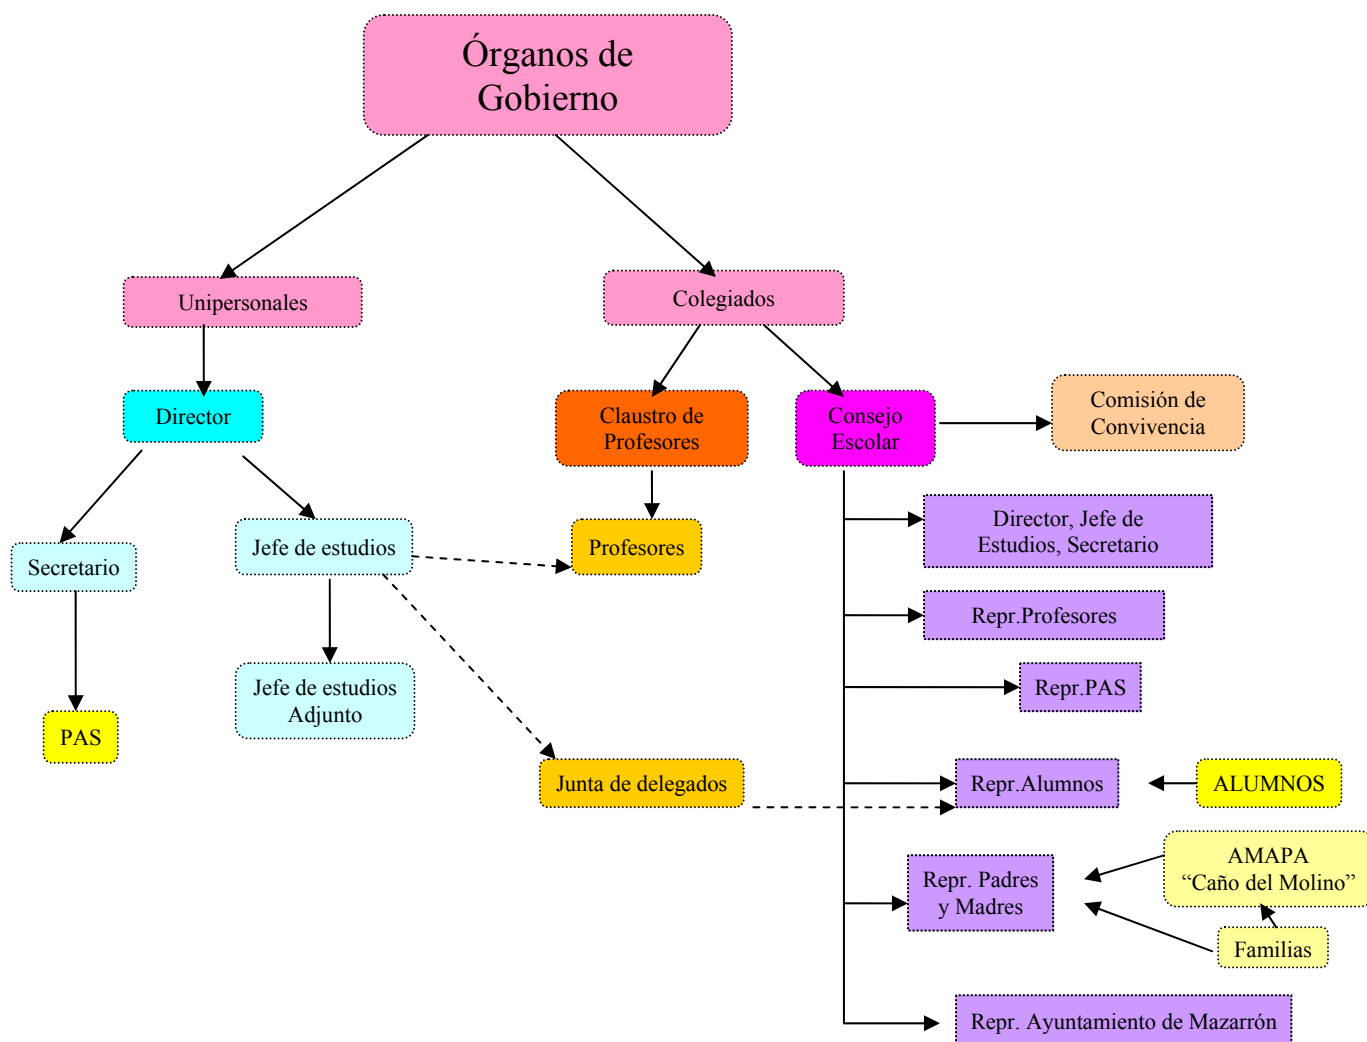 Órganos de
Gobierno
Unipersonales
Colegiados
Director
Claustro de
Profesores
Consejo
Escolar
Comisión de
Convivencia
Secretario
Jefe de estudios
Profesores
Director, Jefe de
Estudios, Secretario
Repr.Profesores
Jefe de estudios
Adjunto
Repr.PAS
PAS
Junta de delegados
Repr.Alumnos
ALUMNOS
Repr. Padres
y Madres
AMAPA
“Caño del Molino”
Familias
Repr. Ayuntamiento de Mazarrón